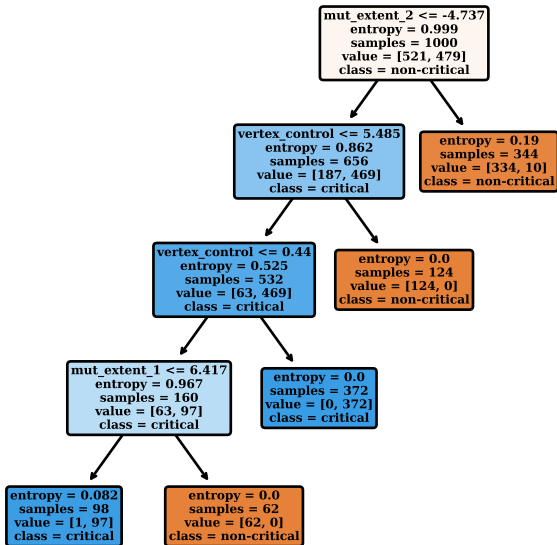 mut_extent_2 <= -4.737
entropy = 0.999
samples = 1000
value = [521, 479]
class = non-critical
vertex_control <= 5.485
entropy = 0.862
samples = 656
value = [187, 469]
class = critical
entropy = 0.19
samples = 344
value = [334, 10]
class = non-critical
vertex_control <= 0.44
entropy = 0.525
samples = 532
value = [63, 469]
class = critical
entropy = 0.0
samples = 124
value = [124, 0]
class = non-critical
mut_extent_1 <= 6.417
entropy = 0.967
samples = 160
value = [63, 97]
class = critical
entropy = 0.0
samples = 372
value = [0, 372]
class = critical
entropy = 0.082
samples = 98
value = [1, 97]
class = critical
entropy = 0.0
samples = 62
value = [62, 0]
class = non-critical